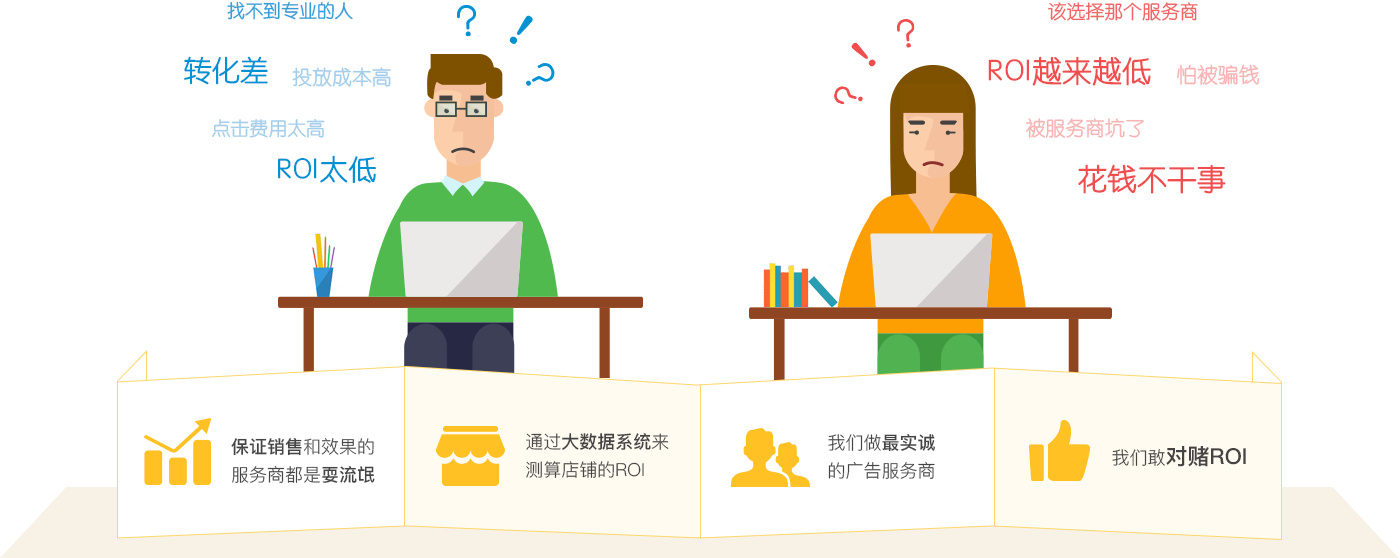 找不到专业的人
转化差
投放成本高
点击费用太高
ROI太低
该选择那个服务商
ROI越来越低
怕被骗钱
被服务商坑了
花钱不干事
保证销售和效果的
服务商都是耍流氓
通过大数据系统来
测算店铺的ROI
我们做最实诚
的广告服务商
我们敢对赌ROI